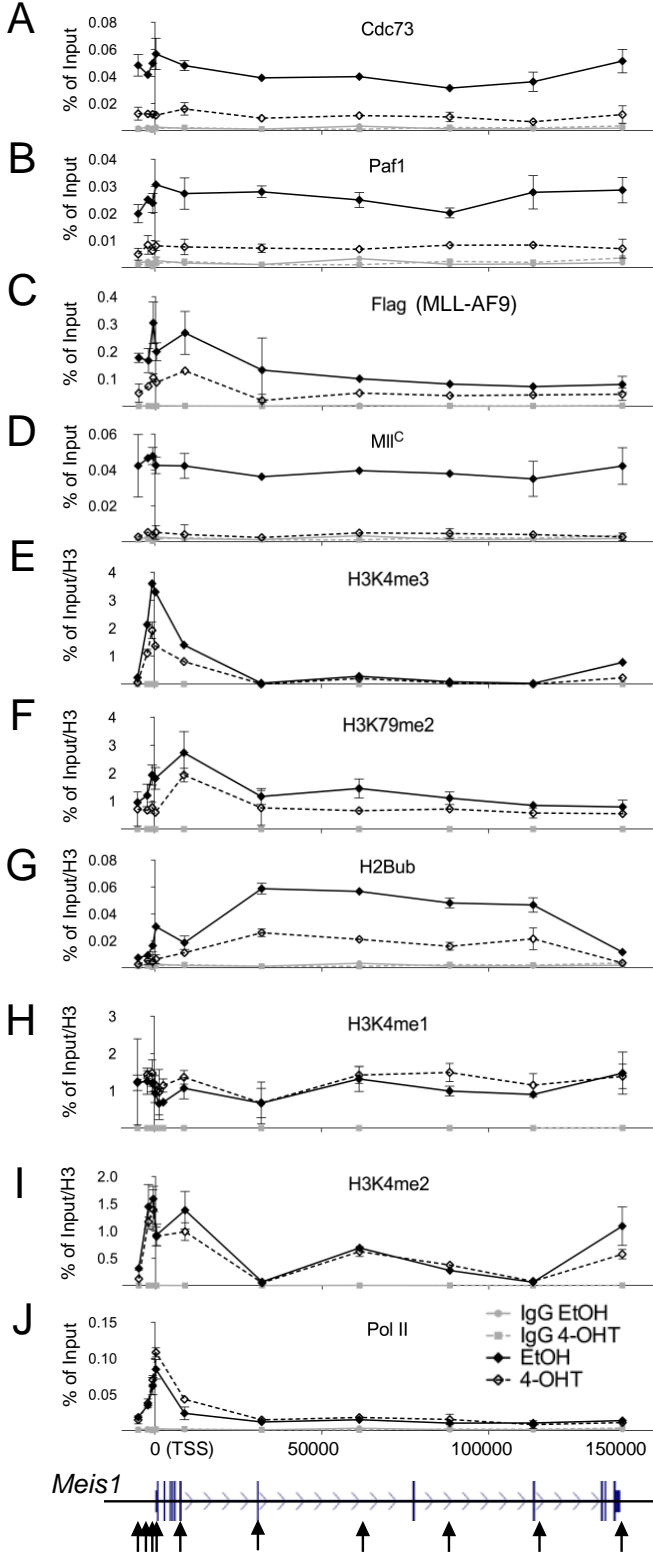 A
Cdc73
% of Input
0.08
0.06
0.04
0.02
B
Paf1
% of Input
0.04
0.03
0.02
0.01
C
Flag (MLL-AF9)
% of Input
0.4
0.3
0.2
0.1
D
Mll^C
% of Input
0.06
0.04
0.02
E
H3K4me3
% of Input/H3
4
3
2
1
F
H3K79me2
% of Input/H3
4
3
2
1
G
H2Bub
% of Input/H3
0.08
0.06
0.04
0.02
H
H3K4me1
% of Input/H3
3
2
1
I
H3K4me2
% of Input/H3
2.0
1.5
1.0
0.5
J
Pol II
% of Input
0.15
0.10
0.05
IgG EtOH
IgG 4-OHT
EtOH
4-OHT
0 (TSS) 50000 100000 150000
Meis1